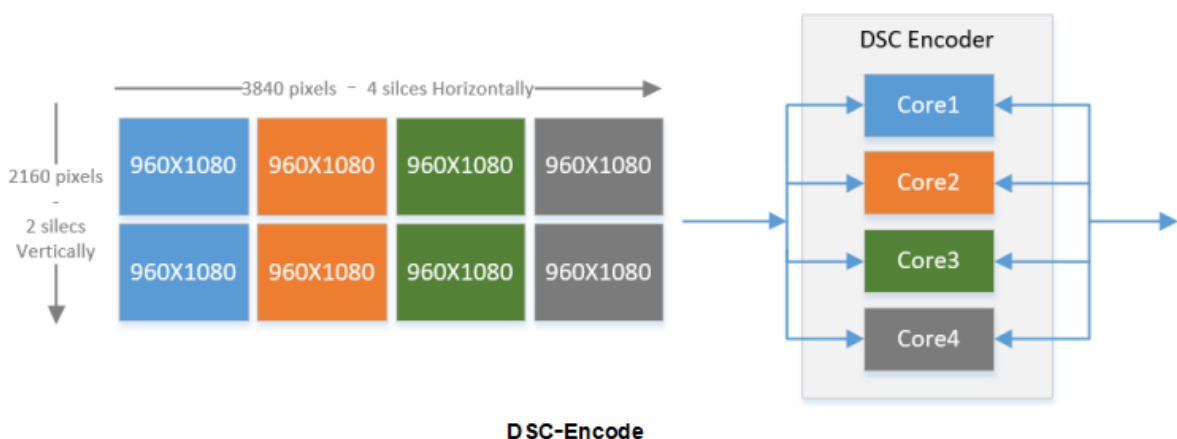 3840 pixels - 4 silces Horizontally
2160 pixels
-
2 silecs
Vertically
960X1080 960X1080 960X1080 960X1080
960X1080 960X1080 960X1080 960X1080
DSC Encoder
Core1
Core2
Core3
Core4
DSC-Encode